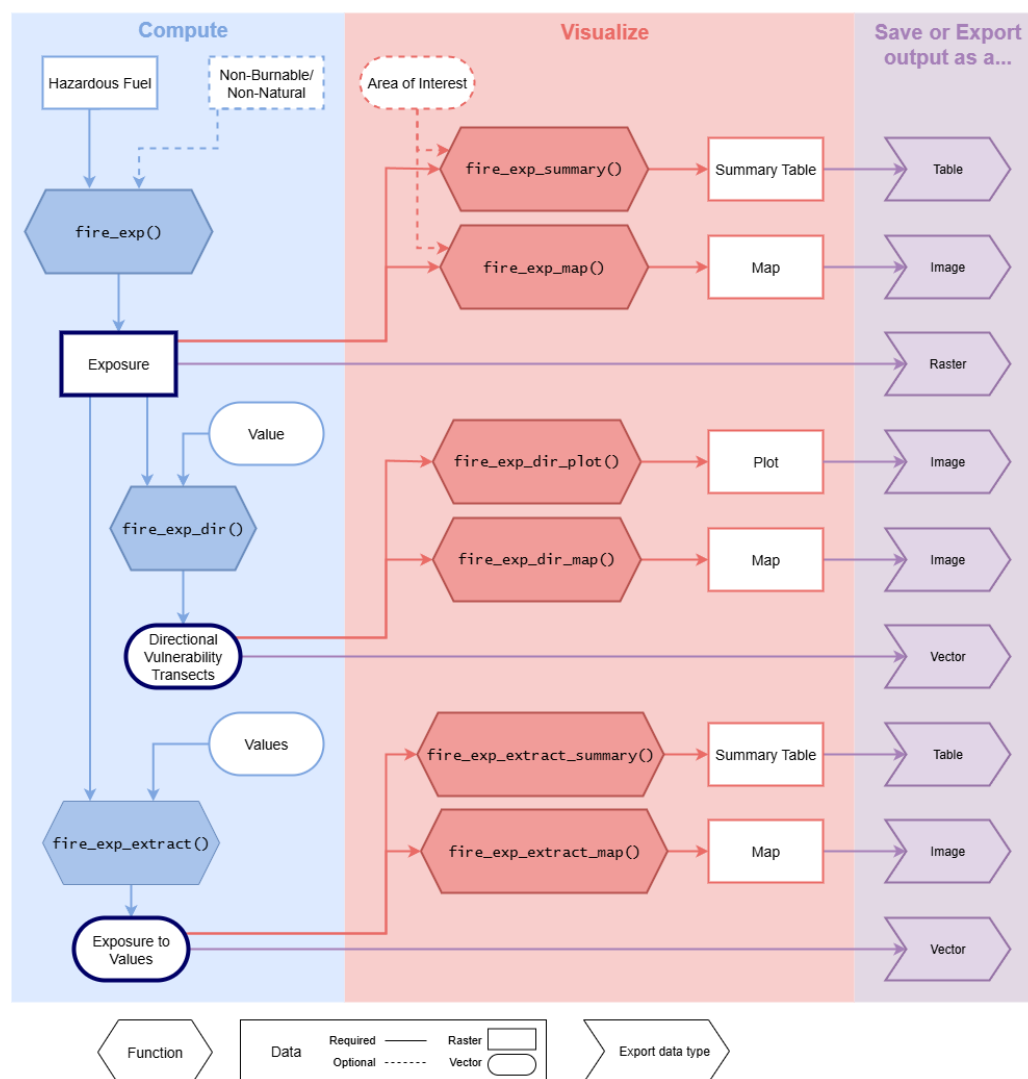 Compute
Visualize
Save or Export
output as a...
Hazardous Fuel
Non-Burnable/
Non-Natural
Area of Interest
fire_exp_summary()
Summary Table
Table
fire_exp()
fire_exp_map()
Map
Image
Exposure
Raster
Value
fire_exp_dir_plot()
Plot
Image
fire_exp_dir()
fire_exp_dir_map()
Map
Image
Directional
Vulnerability
Transects
Vector
Values
fire_exp_extract_summary()
Summary Table
Table
fire_exp_extract()
fire_exp_extract_map()
Map
Image
Exposure to
Values
Vector
Function
Data
Required
Optional
Raster
Vector
Export data type